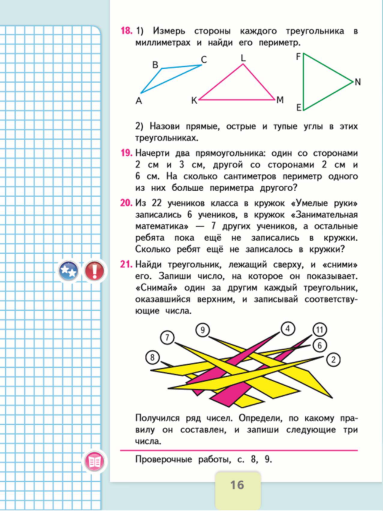 18. 1) Измерь стороны каждого треугольника в
миллиметрах и найди его периметр.
B
C
A
L
K
M
F
N
E
2) Назови прямые, острые и тупые углы в этих
треугольниках.
19. Начерти два прямоугольника: один со сторонами
2 см и 3 см, другой со сторонами 2 см и
6 см. На сколько сантиметров периметр одного
из них больше периметра другого?
20. Из 22 учеников класса в кружок «Умелые руки»
записались 6 учеников, в кружок «Занимательная
математика» — 7 других учеников, а остальные
ребята пока ещё не записались в кружки.
Сколько ребят ещё не записалось в кружки?
21. Найди треугольник, лежащий сверху, и «сними»
его. Запиши число, на которое он показывает.
«Снимай» один за другим каждый треугольник,
оказавшийся верхним, и записывай соответству-
ющие числа.
8
7
9
4
11
6
2
Получился ряд чисел. Определи, по какому пра-
вилу он составлен, и запиши следующие три
числа.
Проверочные работы, с. 8, 9.
16